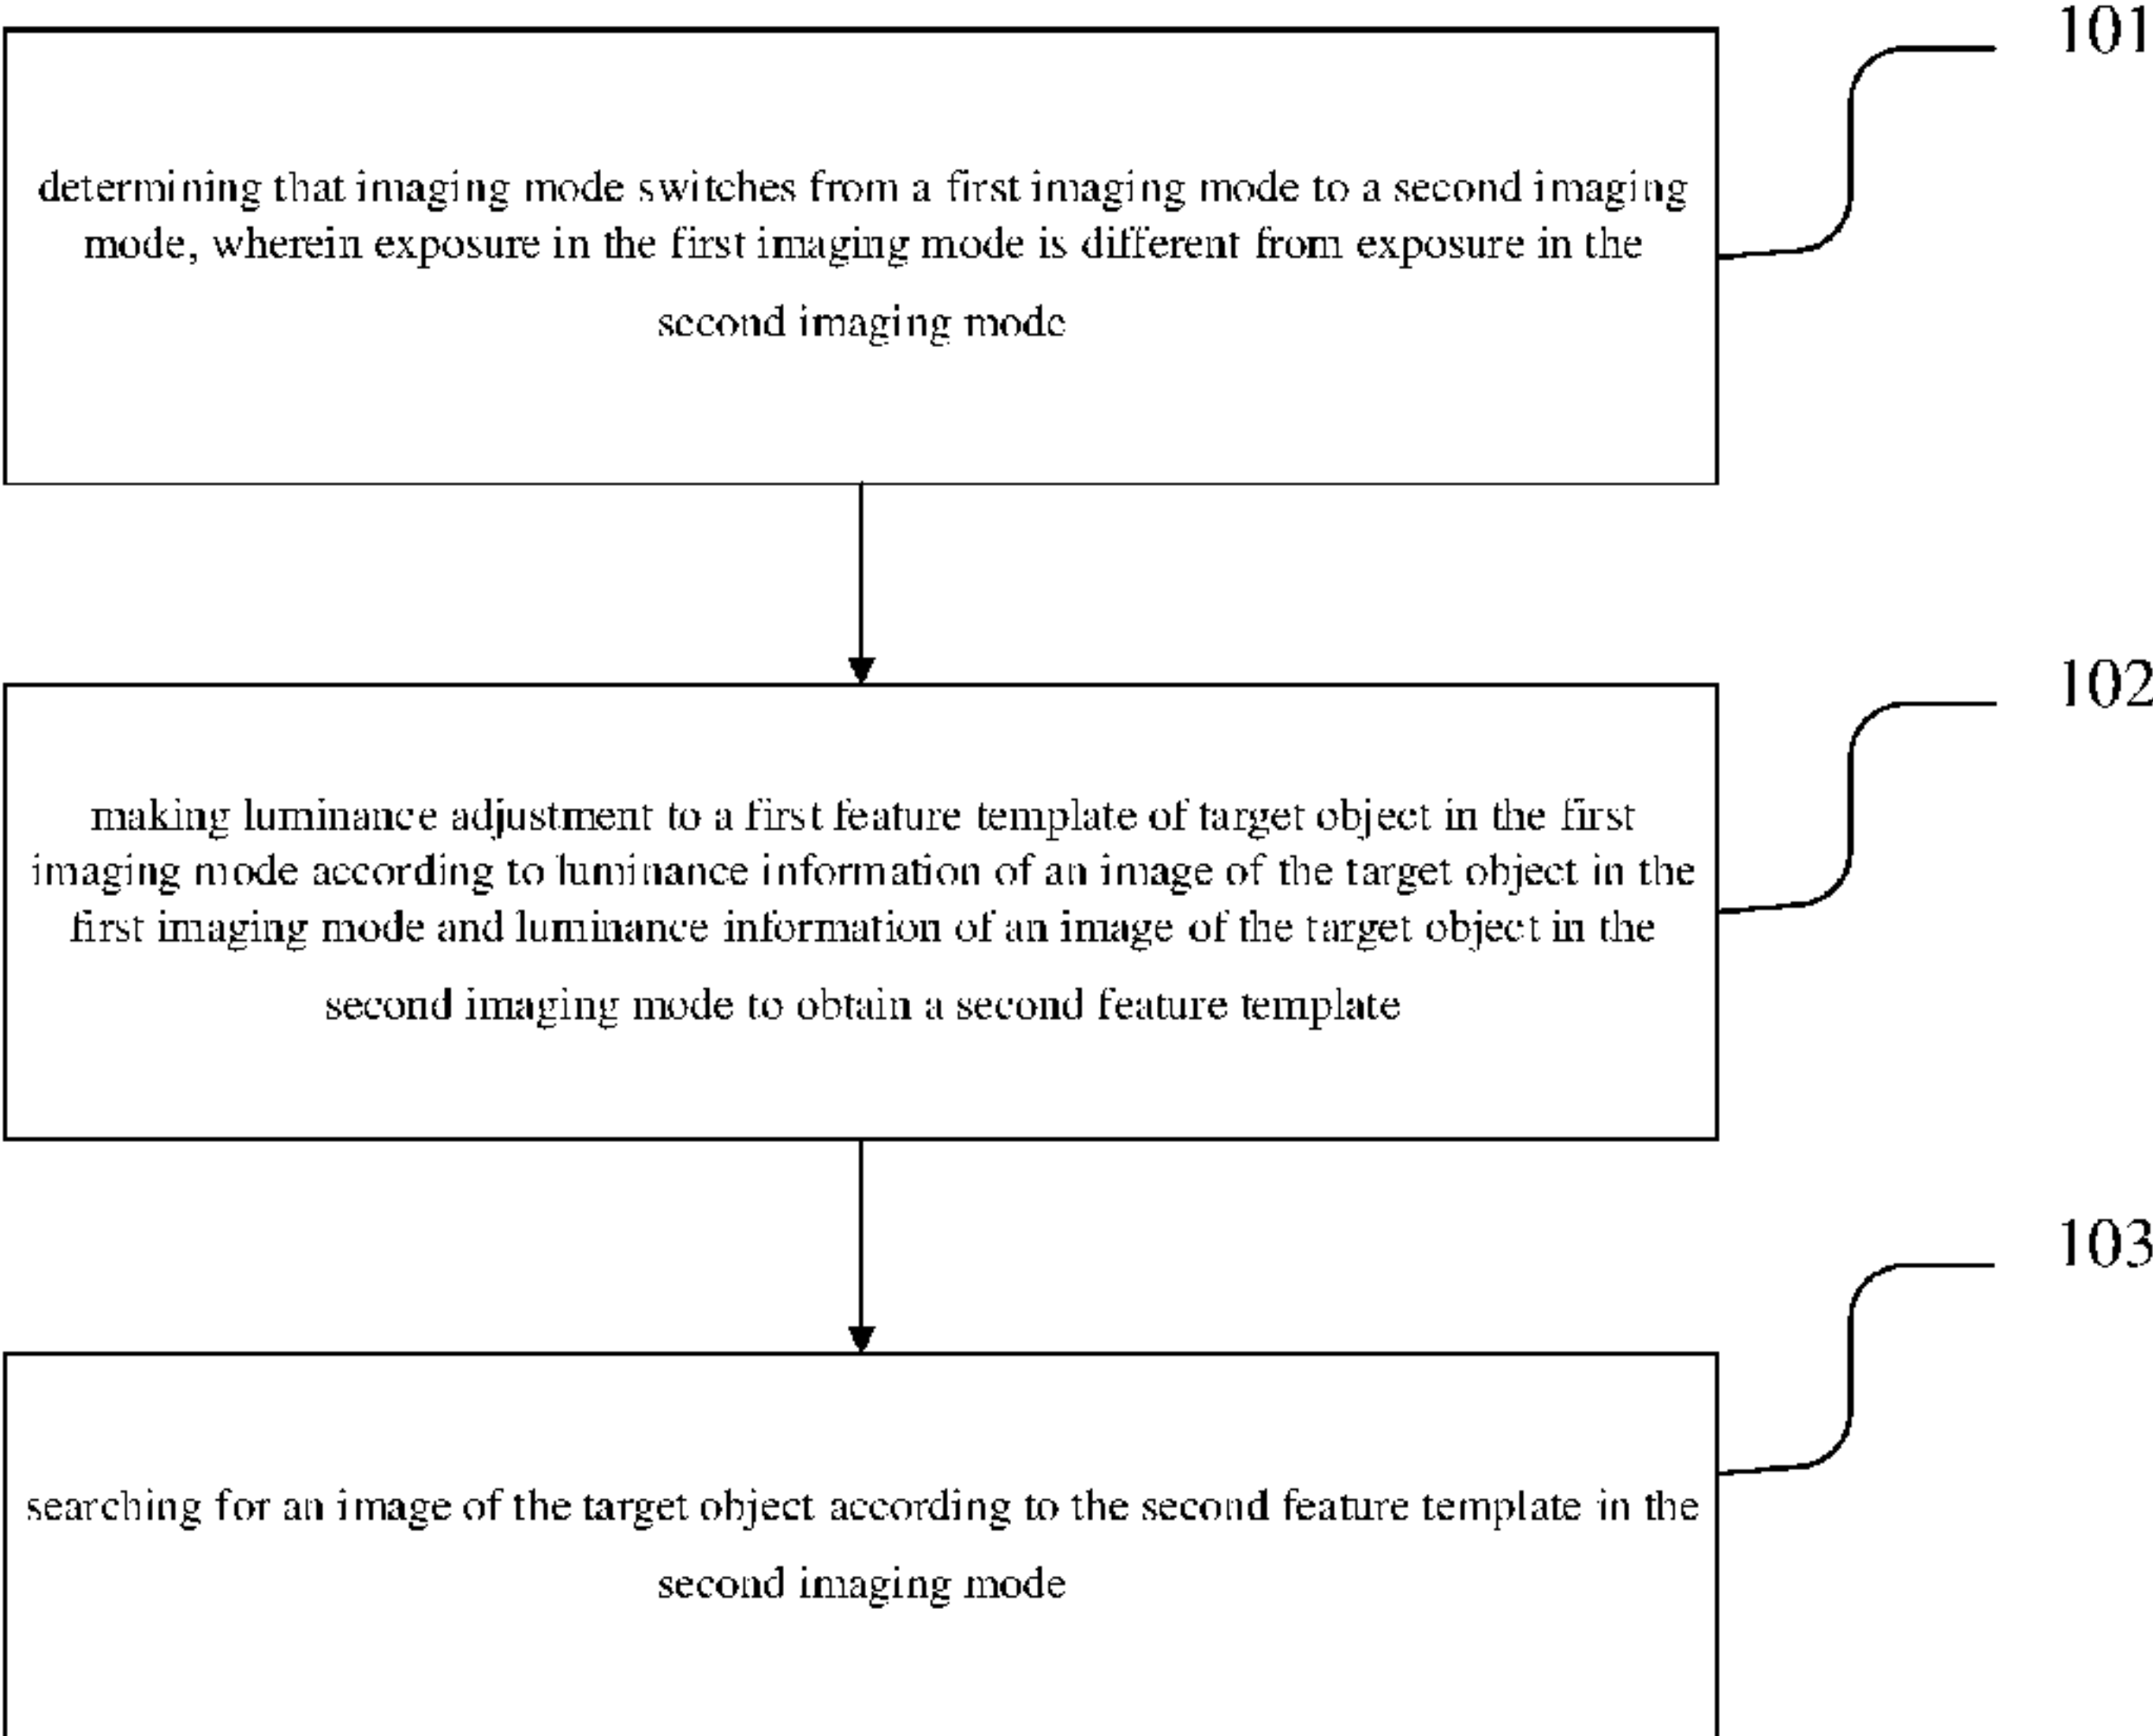 101
determining that imaging mode switches from a first imaging mode to a second imaging
mode, wherein exposure in the first imaging mode is different from exposure in the
second imaging mode
102
making luminance adjustment to a first feature template of target object in the first
imaging mode according to luminance information of an image of the target object in the
first imaging mode and luminance information of an image of the target object in the
second imaging mode to obtain a second feature template
103
searching for an image of the target object according to the second feature template in the
second imaging mode